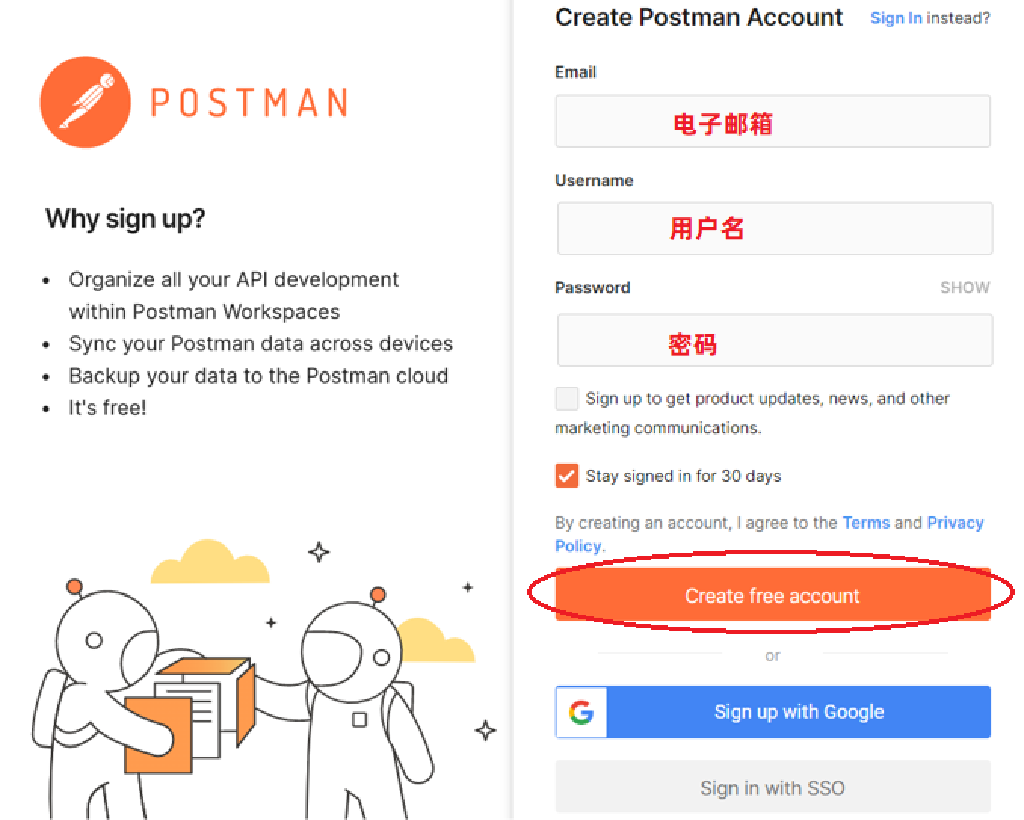 POSTMAN
Why sign up?
• Organize all your API development
within Postman Workspaces
• Sync your Postman data across devices
• Backup your data to the Postman cloud
• It's free!
Create Postman Account
Sign In instead?
Email
电子邮箱
Username
用户名
Password
SHOW
密码
Sign up to get product updates, news, and other
marketing communications.
Stay signed in for 30 days
By creating an account, I agree to the Terms and Privacy
Policy.
Create free account
or
G
Sign up with Google
Sign in with SSO